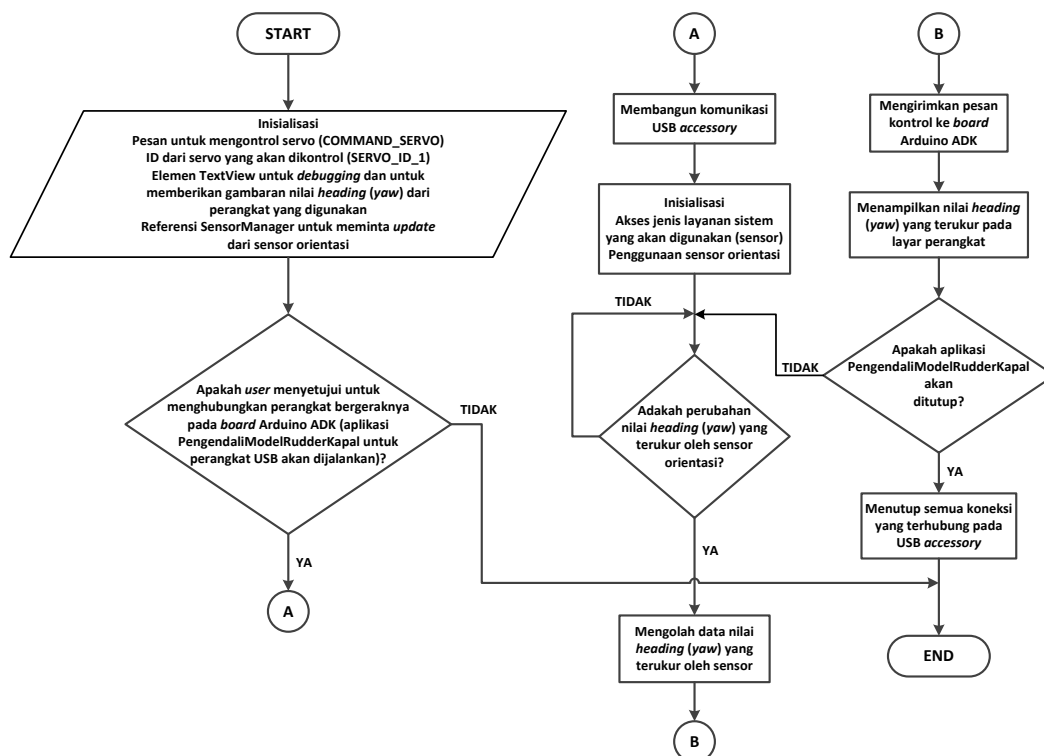 START
Inisialisasi
Pesan untuk mengontrol servo (COMMAND_SERVO)
ID dari servo yang akan dikontrol (SERVO_ID_1)
Elemen TextView untuk debugging dan untuk
memberikan gambaran nilai heading (yaw) dari
perangkat yang digunakan
Referensi SensorManager untuk meminta update
dari sensor orientasi
Apakah user menyetujui untuk
menghubungkan perangkat bergeraknya
pada board Arduino ADK (aplikasi
PengendaliModelRudderKapal untuk
perangkat USB akan dijalankan)?
TIDAK
YA
A
A
Membangun komunikasi
USB accessory
Inisialisasi
Akses jenis layanan sistem
yang akan digunakan (sensor)
Penggunaan sensor orientasi
TIDAK
Adakah perubahan
nilai heading (yaw) yang
terukur oleh sensor
orientasi?
YA
Mengolah data nilai
heading (yaw) yang
terukur oleh sensor
B
B
Mengirimkan pesan
kontrol ke board
Arduino ADK
Menampilkan nilai heading
(yaw) yang terukur pada
layar perangkat
Apakah aplikasi
PengendaliModelRudderKapal
akan
ditutup?
TIDAK
YA
Menutup semua koneksi
yang terhubung pada
USB accessory
END